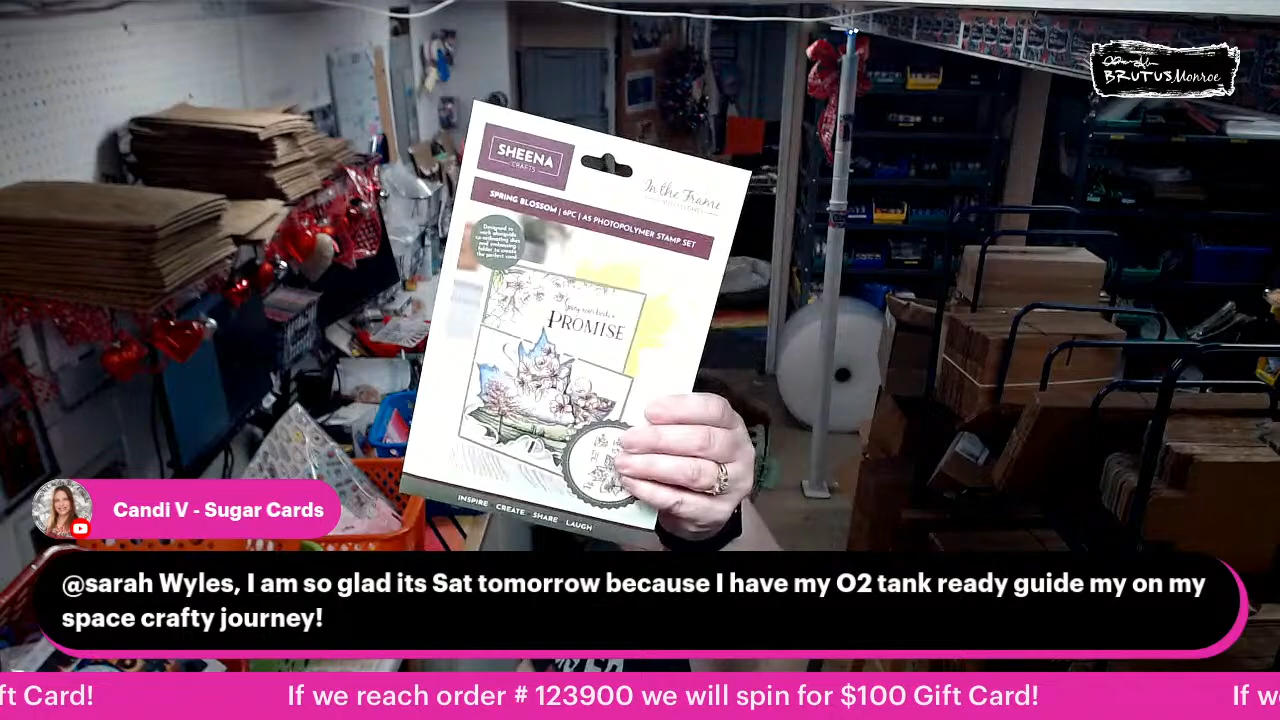 BRUTUS Monroe
SHEENA
CRAFTS
In the Frame
SPRING BLOSSOM | 6PC | A5 PHOTOPOLYMER STAMP SET
Designed to
PROMISE
INSPIRE CREATE SHARE LAUGH
Candi V - Sugar Cards
@sarah Wyles, I am so glad its Sat tomorrow because I have my O2 tank ready guide my on my
space crafty journey!
ft Card! If we reach order # 123900 we will spin for $100 Gift Card! If w